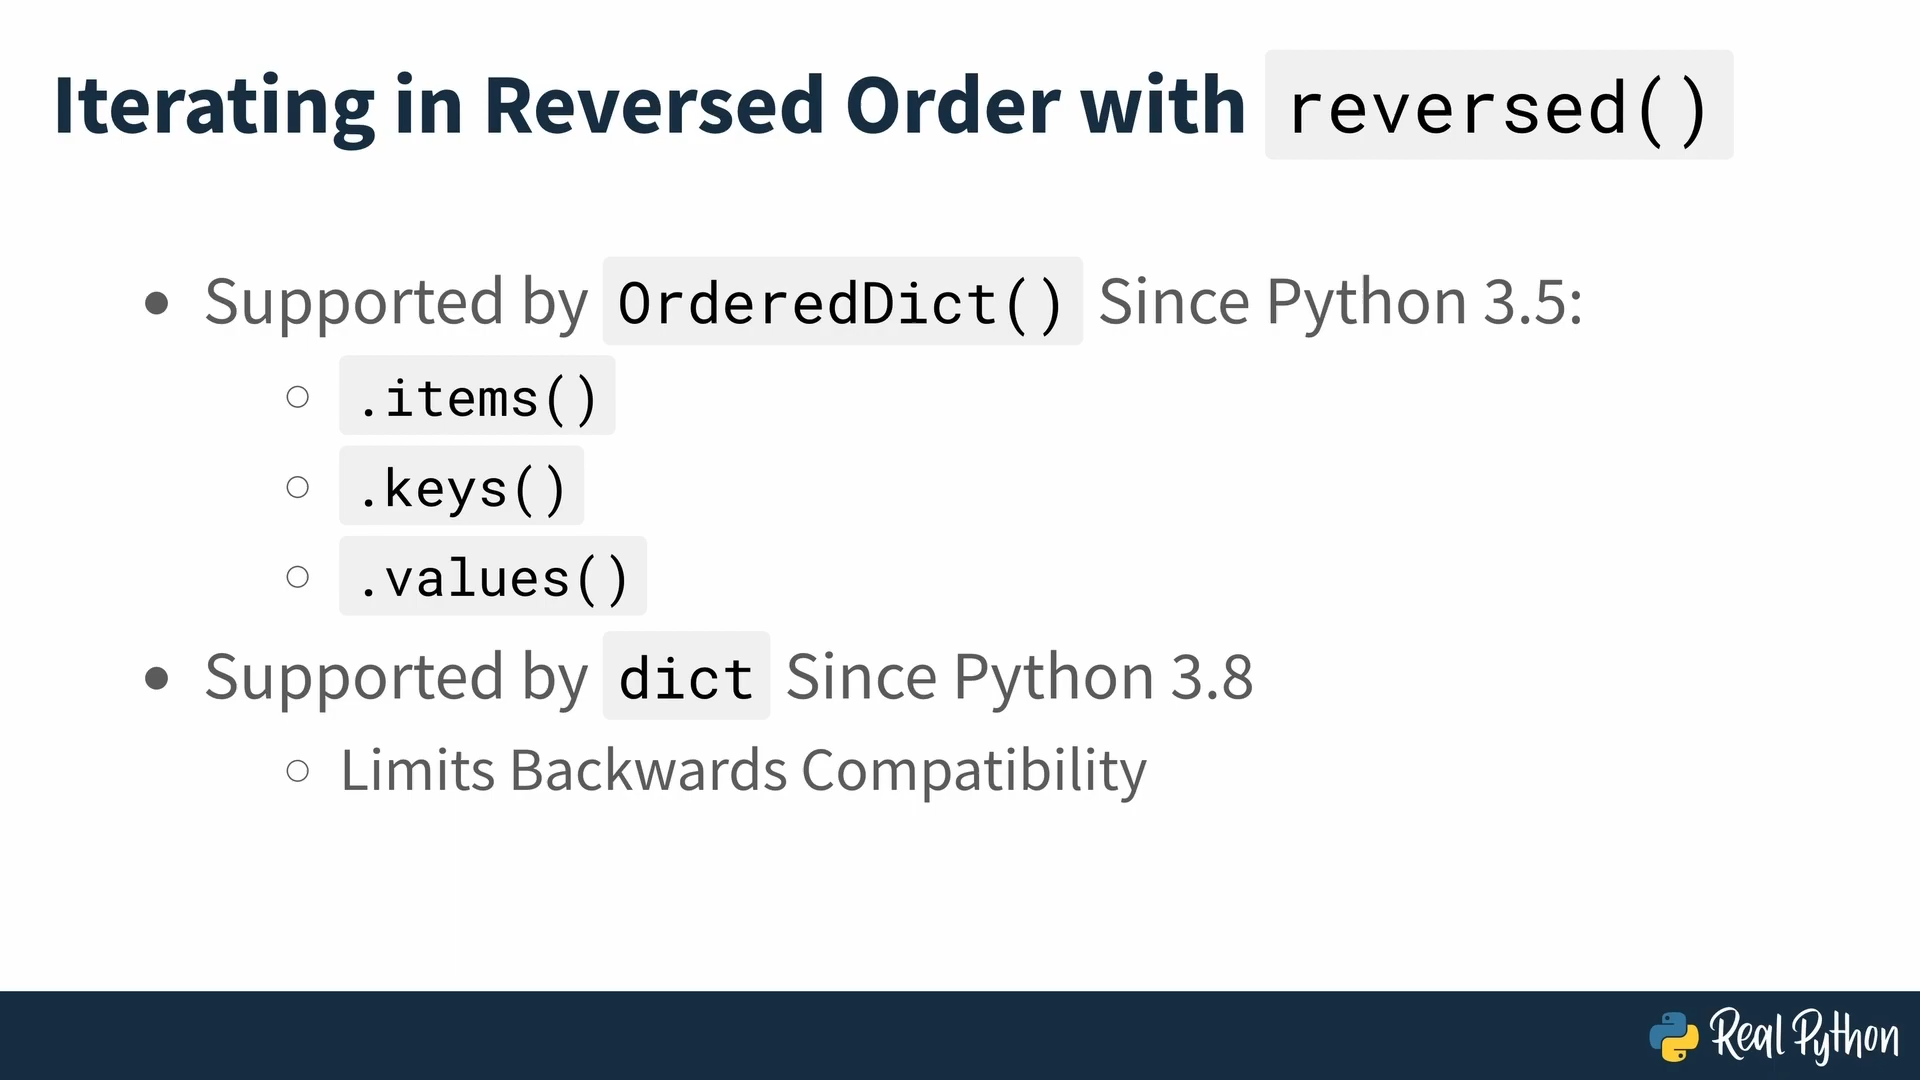 Iterating in Reversed Order with reversed()
Supported by OrderedDict() Since Python 3.5:
.items()
.keys()
.values()
Supported by dict Since Python 3.8
Limits Backwards Compatibility
Real Python